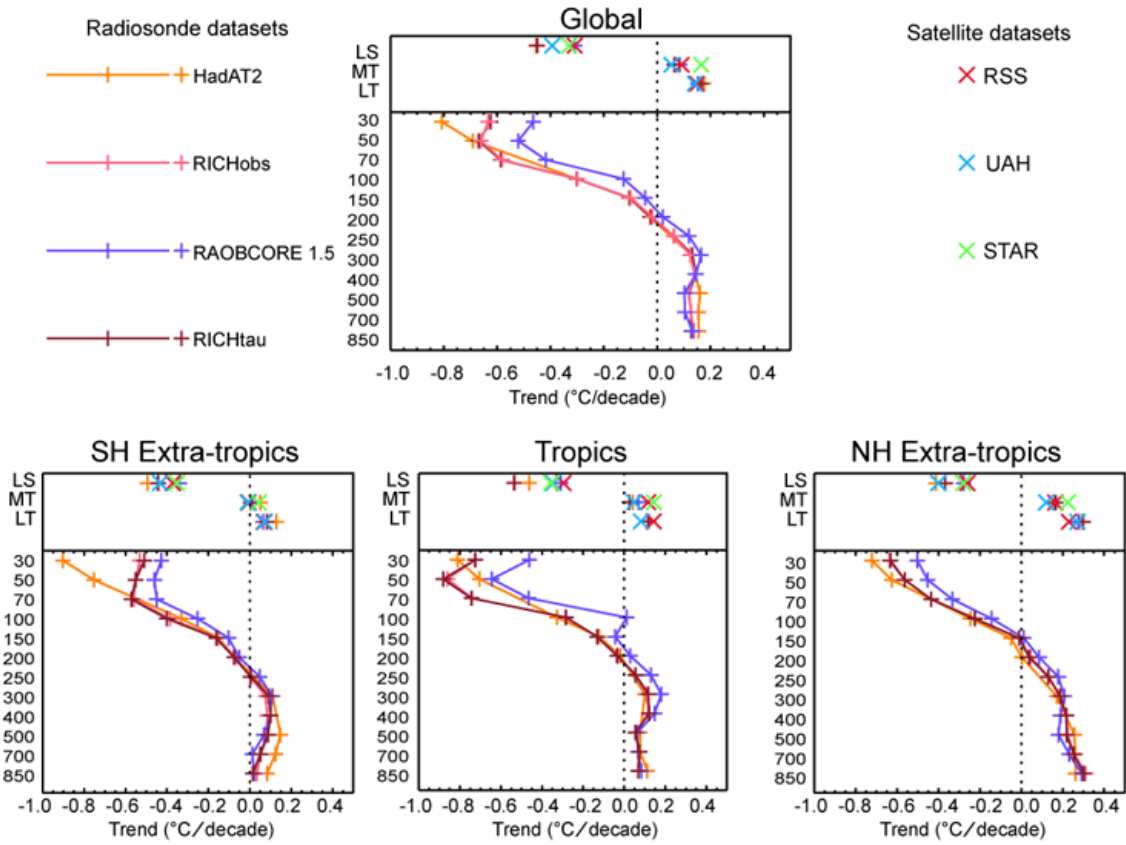 Global
Radiosonde datasets
Satellite datasets
HadAT2
RICHobs
RAOBCORE 1.5
RICHtau
RSS
UAH
STAR
LS
MT
LT
30
50
70
100
150
200
250
300
400
500
700
850
-1.0 -0.8 -0.6 -0.4 -0.2 0.0 0.2 0.4
Trend (°C/decade)
SH Extra-tropics
LS
MT
LT
30
50
70
100
150
200
250
300
400
500
700
850
-1.0 -0.8 -0.6 -0.4 -0.2 0.0 0.2 0.4
Trend (°C/decade)
Tropics
LS
MT
LT
30
50
70
100
150
200
250
300
400
500
700
850
-1.0 -0.8 -0.6 -0.4 -0.2 0.0 0.2 0.4
Trend (°C/decade)
NH Extra-tropics
LS
MT
LT
30
50
70
100
150
200
250
300
400
500
700
850
-1.0 -0.8 -0.6 -0.4 -0.2 0.0 0.2 0.4
Trend (°C/decade)